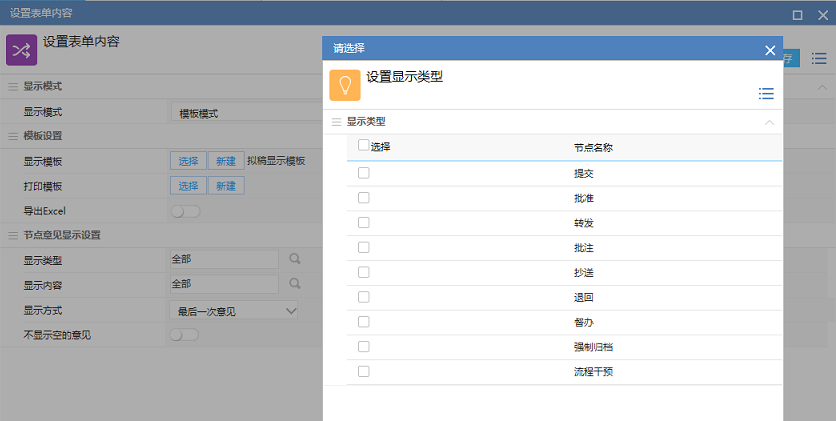 设置表单内容
设置表单内容
存
显示模式
显示模式 模板模式
模板设置
显示模板 选择 新建 拟稿显示模板
打印模板 选择 新建
导出Excel
节点意见显示设置
显示类型 全部
显示内容 全部
显示方式 最后一次意见
不显示空的意见
请选择
设置显示类型
显示类型
选择 节点名称
提交
批准
转发
批注
抄送
退回
督办
强制归档
流程干预